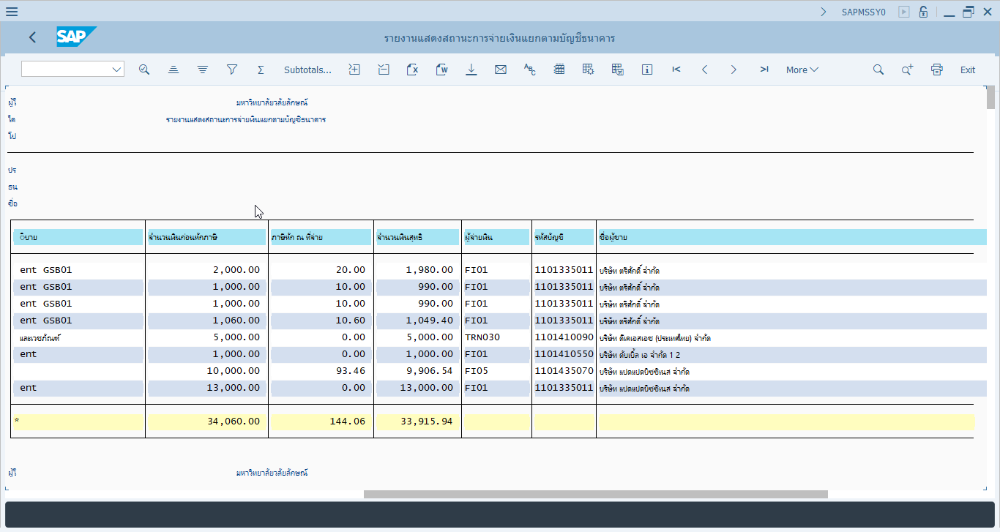 SAPMSSY0
SAP รายงานแสดงสถานะการจ่ายเงินแยกตามบัญชีธนาคาร
Subtotals... More Exit
ผู้ใ มหาวิทยาลัยวลัยลักษณ์
ใด รายงานแสดงสถานะการจ่ายเงินแยกตามบัญชีธนาคาร
โป
ปร
ธน
ชื่อ
ิบาย จำนวนเงินก่อนหักภาษี ภาษีหัก ณ ที่จ่าย จำนวนเงินสุทธิ ผู้จ่ายเงิน รหัสบัญชี ชื่อผู้ขาย
ent GSB01 2,000.00 20.00 1,980.00 FI01 1101335011 บริษัท ตริศักดิ์ จำกัด
ent GSB01 1,000.00 10.00 990.00 FI01 1101335011 บริษัท ตริศักดิ์ จำกัด
ent GSB01 1,000.00 10.00 990.00 FI01 1101335011 บริษัท ตริศักดิ์ จำกัด
ent GSB01 1,060.00 10.60 1,049.40 FI01 1101335011 บริษัท ตริศักดิ์ จำกัด
และเวชภัณฑ์ 5,000.00 0.00 5,000.00 TRN030 1101410090 บริษัท ดีเคเอสเอช (ประเทศไทย) จำกัด
ent 1,000.00 0.00 1,000.00 FI01 1101410550 บริษัท ดับเบิ้ล เอ จำกัด 1 2
10,000.00 93.46 9,906.54 FI05 1101435070 บริษัท แปดแปดบิซซิเนส จำกัด
ent 13,000.00 0.00 13,000.00 FI01 1101335011 บริษัท แปดแปดบิซซิเนส จำกัด
* 34,060.00 144.06 33,915.94
ผู้ใ มหาวิทยาลัยวลัยลักษณ์